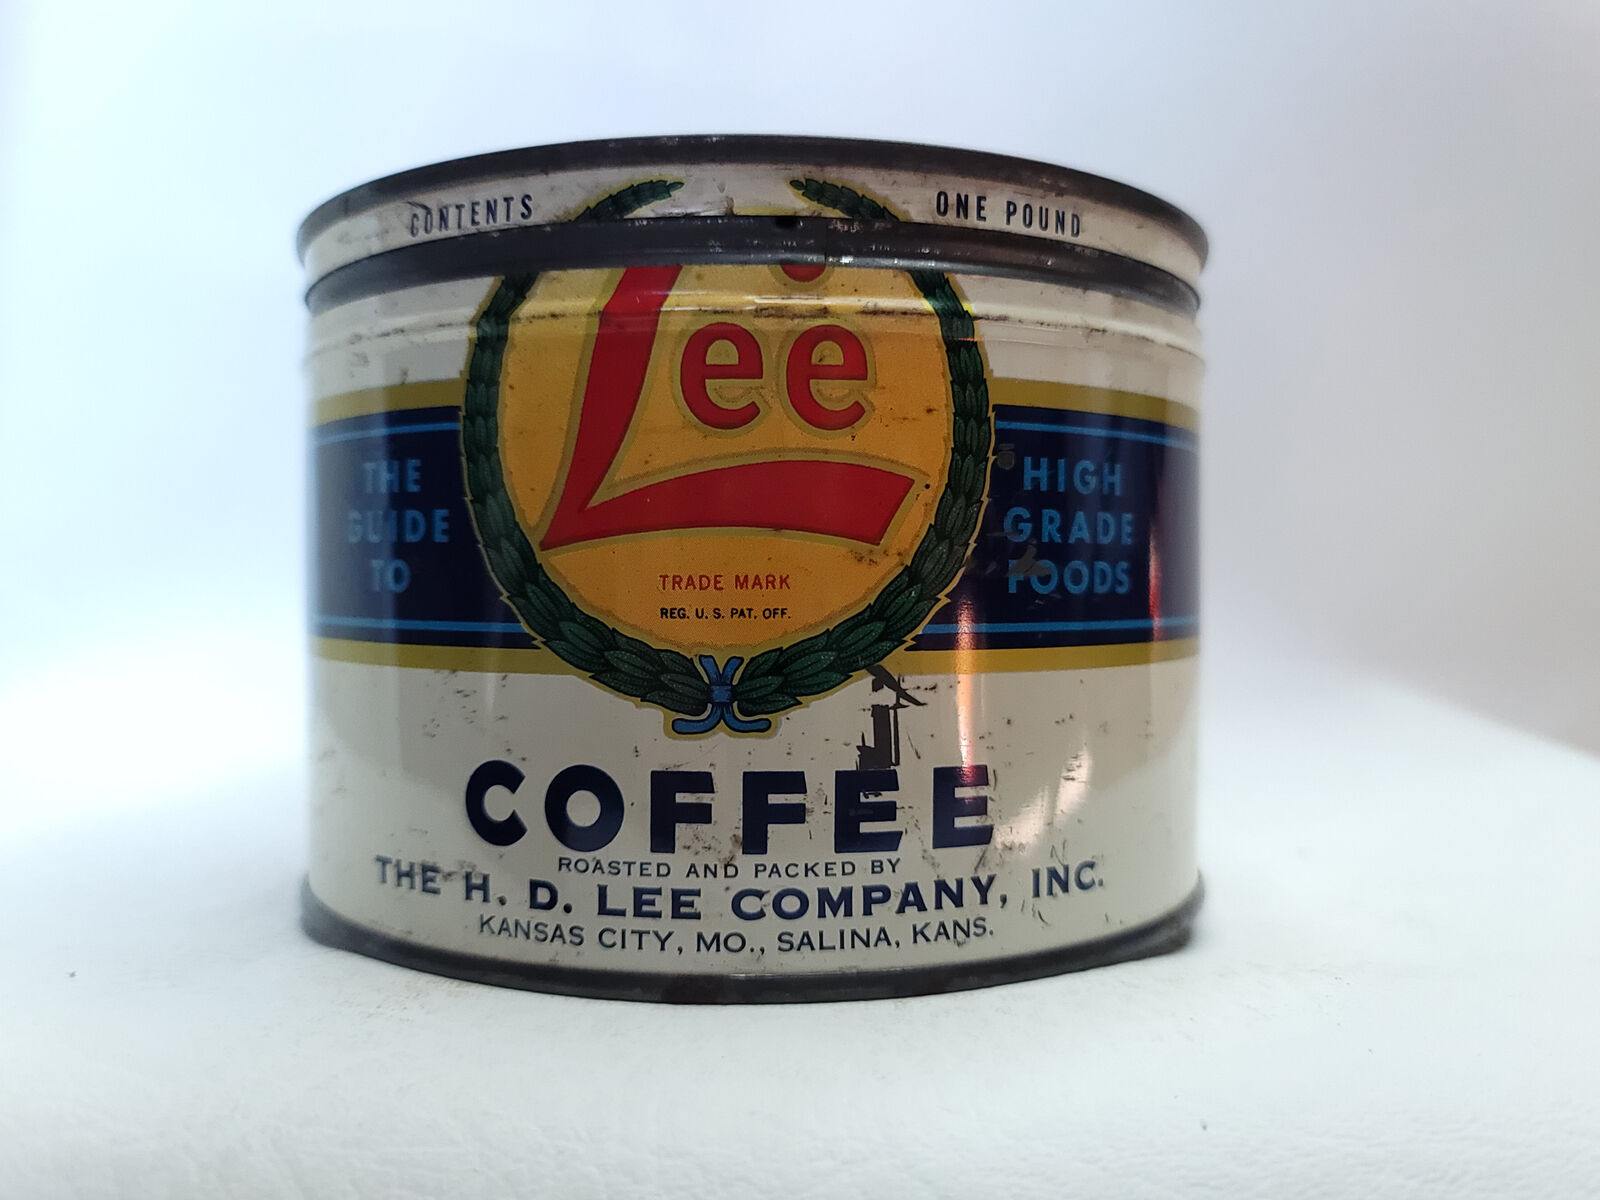 CONTENTS ONE POUND
Lee
THE
GUIDE
TO
HIGH
GRADE
FOODS
TRADE MARK
REG. U. S. PAT. OFF.
COFFEE
ROASTED AND PACKED BY
THE H. D. LEE COMPANY, INC.
KANSAS CITY, MO., SALINA, KANS.